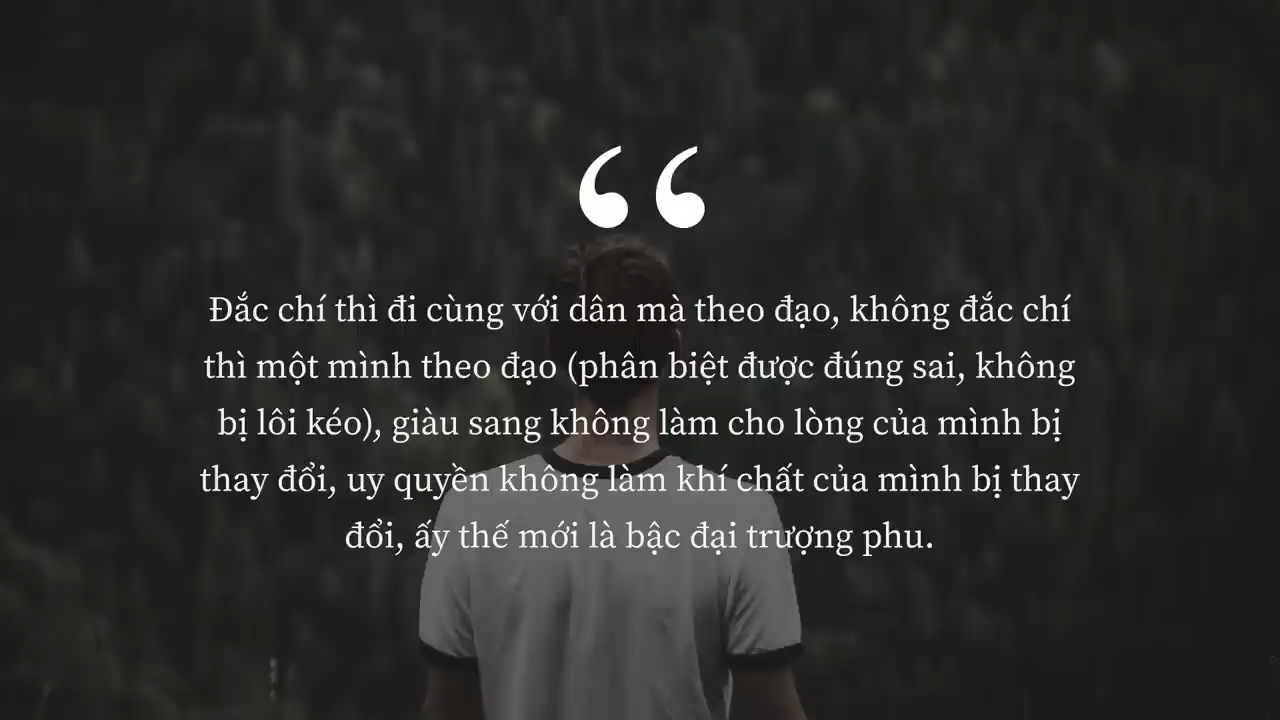 “
Đắc chí thì đi cùng với dân mà theo đạo, không đắc chí
thì một mình theo đạo (phân biệt được đúng sai, không
bị lôi kéo), giàu sang không làm cho lòng của mình bị
thay đổi, uy quyền không làm khí chất của mình bị thay
đổi, ấy thế mới là bậc đại trượng phu.